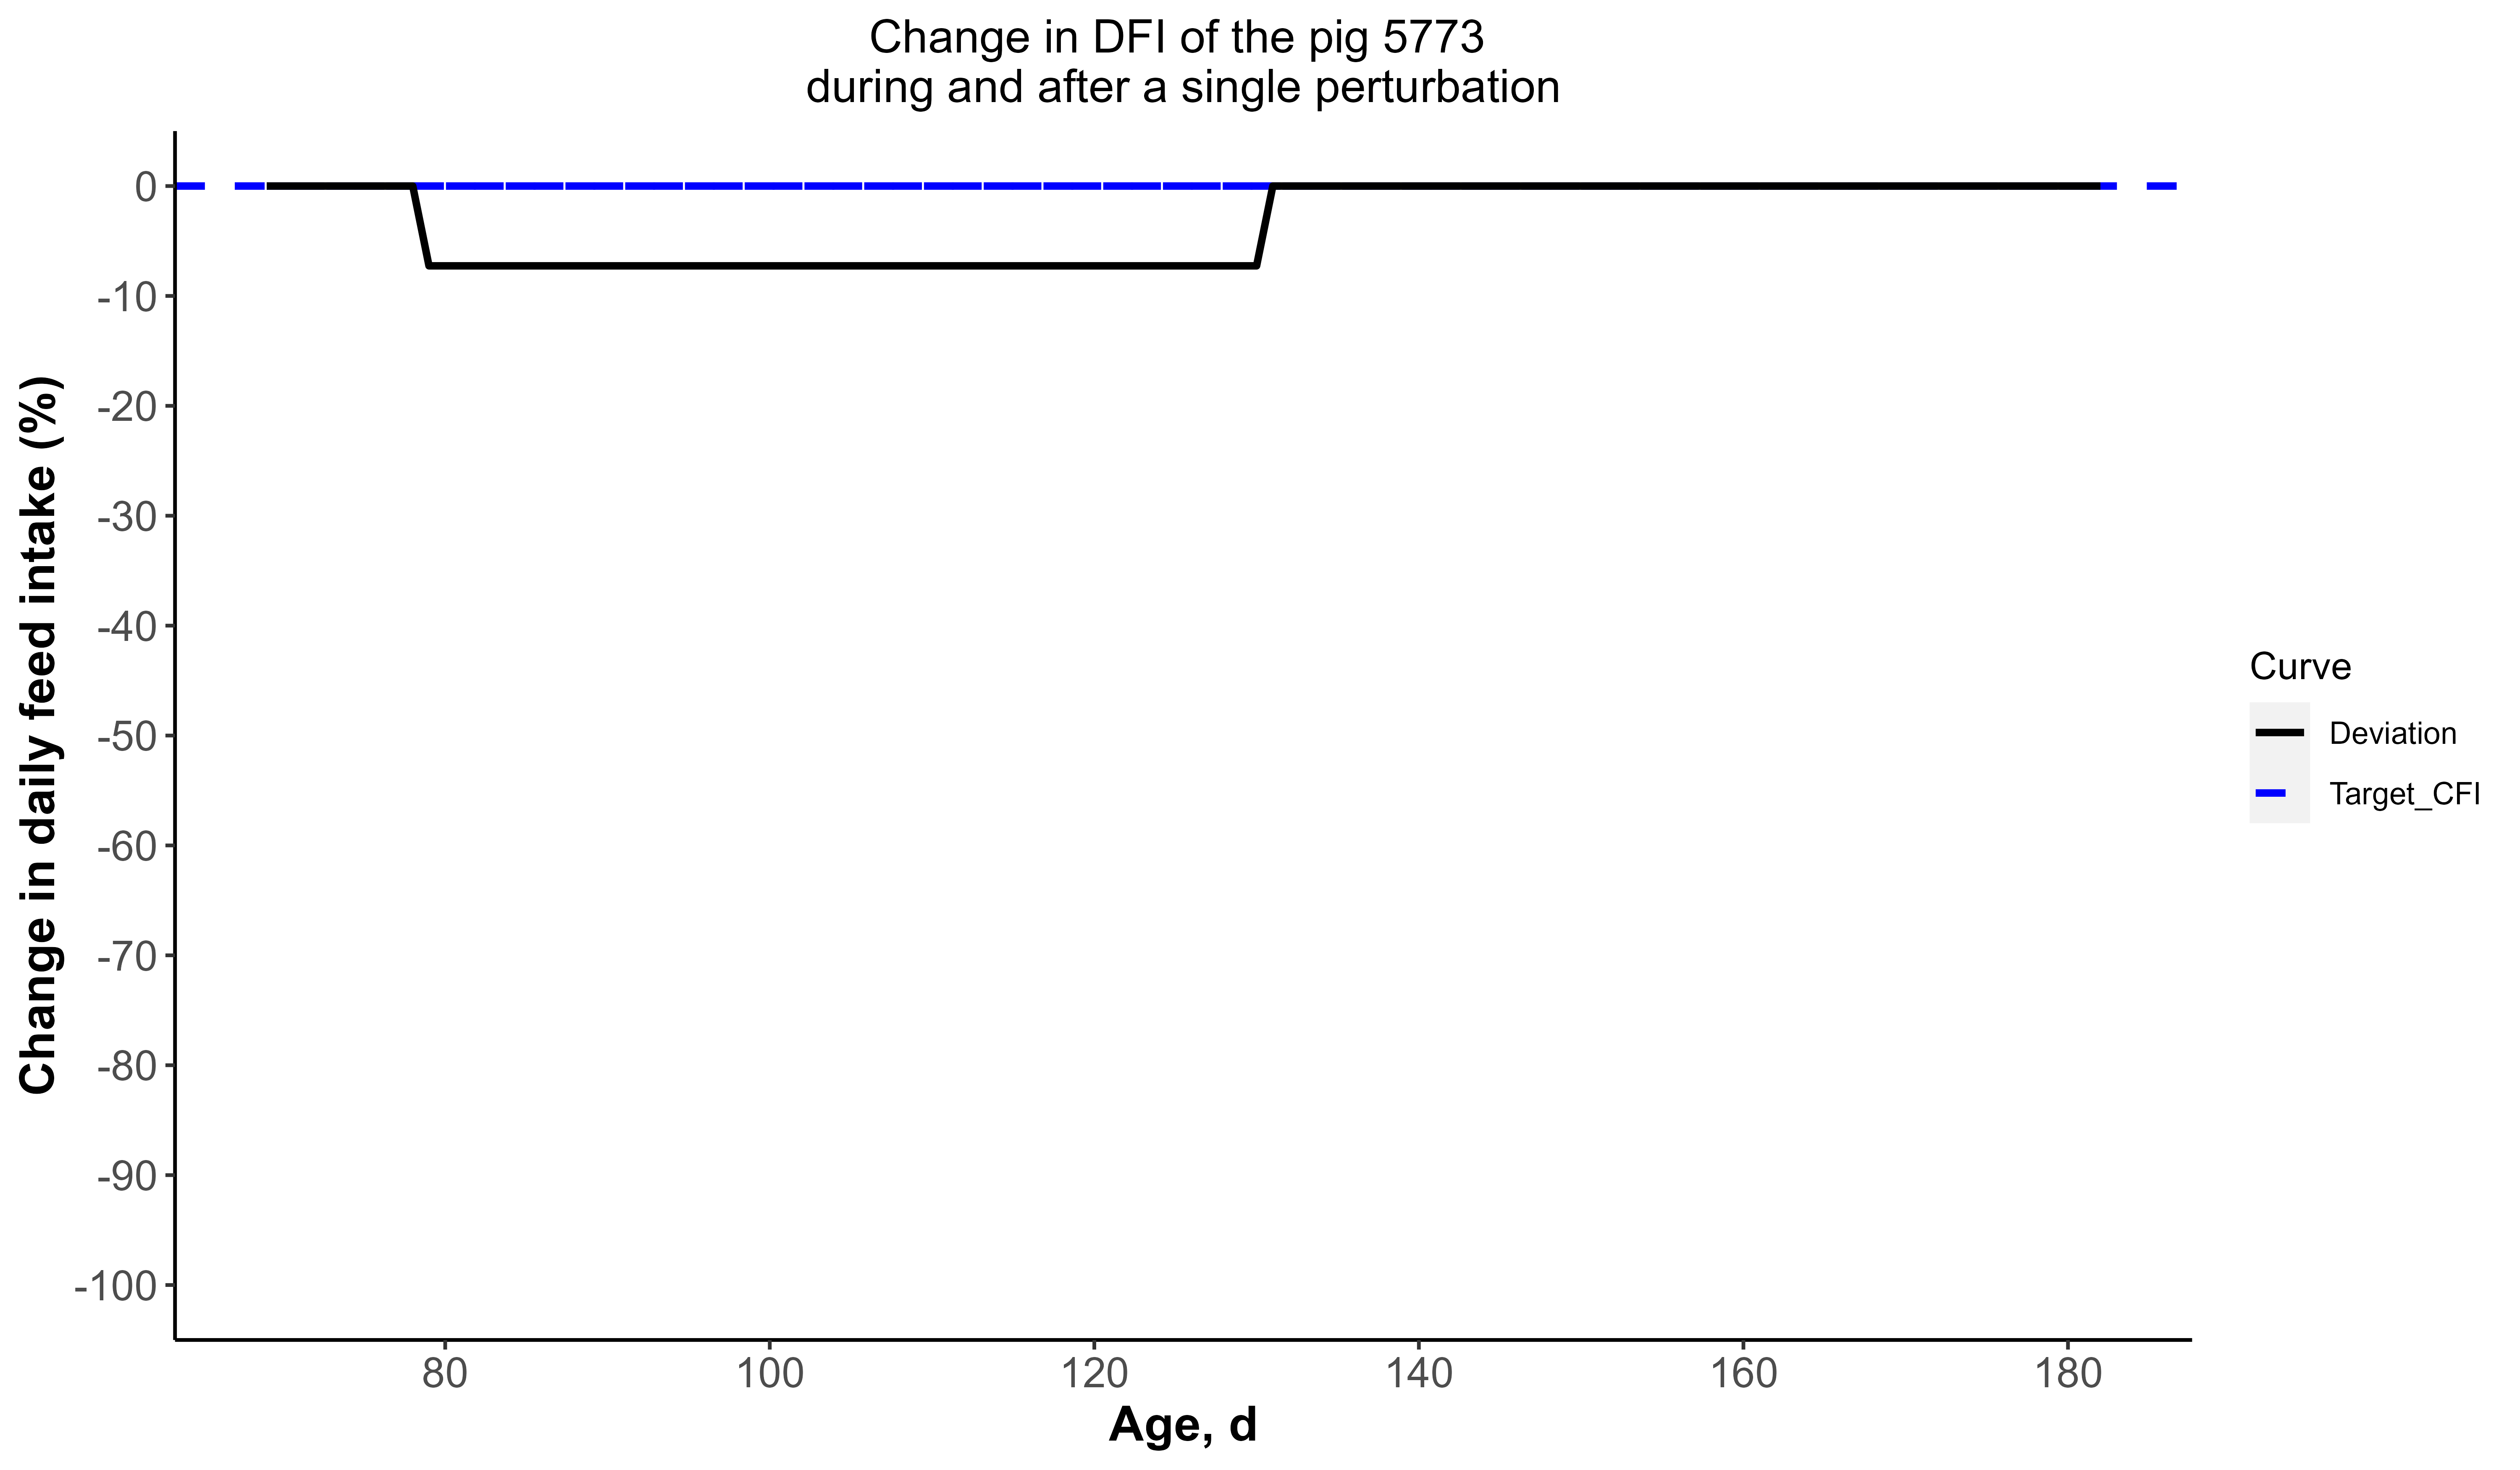 Change in DFI of the pig 5773
during and after a single perturbation
Change in daily feed intake (%)
0
-10
-20
-30
-40
-50
-60
-70
-80
-90
-100
80
100
120
140
160
180
Age, d
Curve
Deviation
Target_CFI